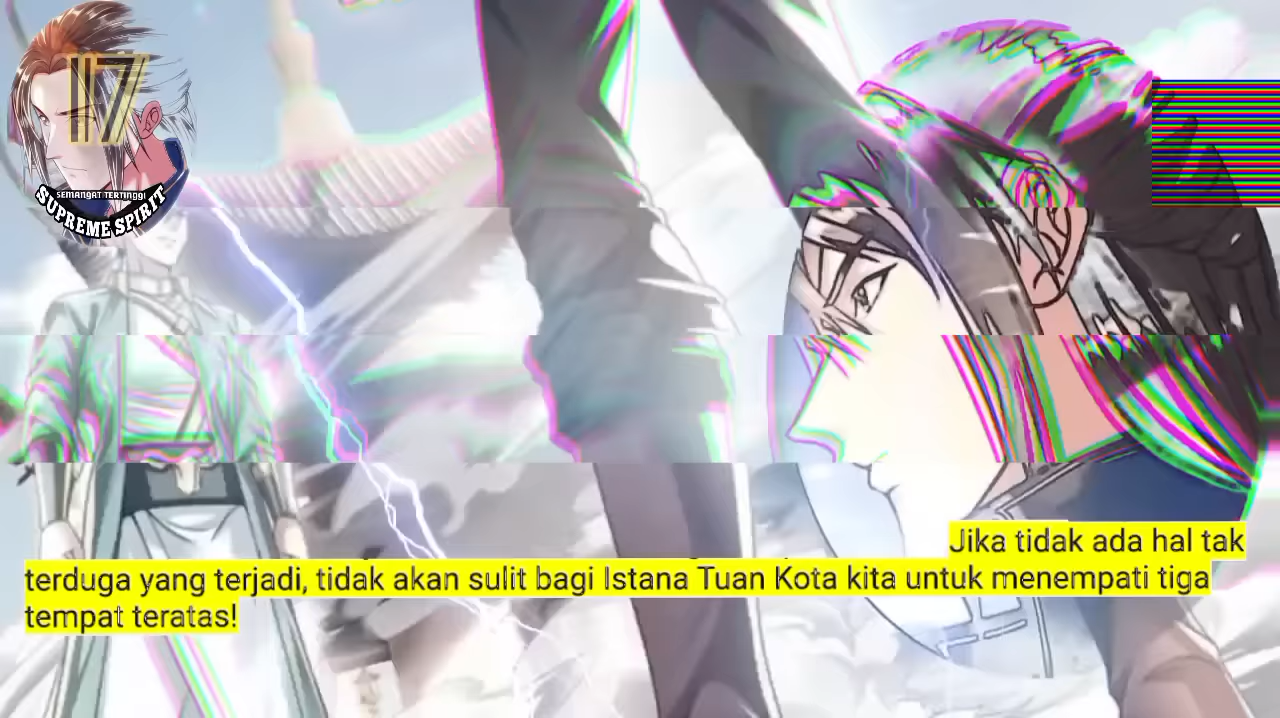 17
SEMANGAT TERTINGGI
SUPREME SPIRIT
Jika tidak ada hal tak
terduga yang terjadi, tidak akan sulit bagi Istana Tuan Kota kita untuk menempati tiga
tempat teratas!